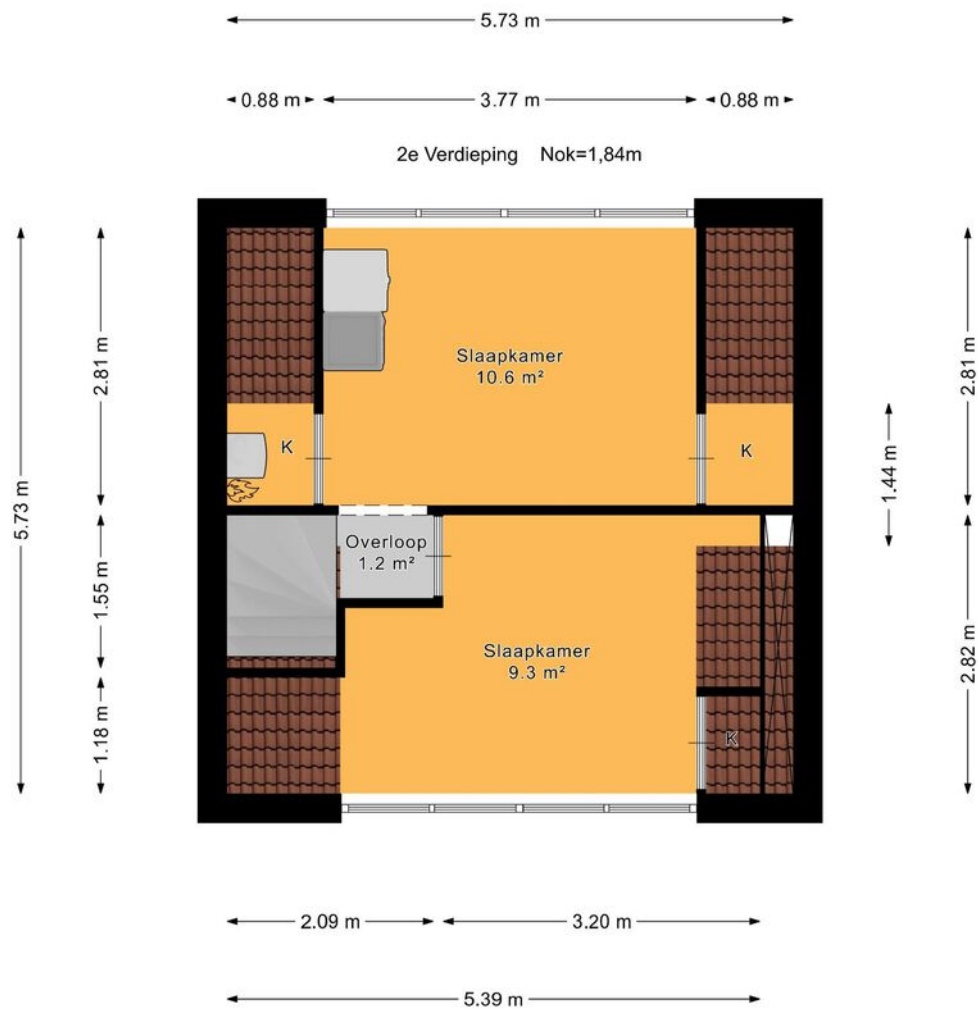 5.73 m
0.88 m
3.77 m
0.88 m
2e Verdieping Nok=1,84m
5.73 m
2.81 m
1.55 m
1.18 m
Slaapkamer
10.6 m²
K
K
Overloop
1.2 m²
Slaapkamer
9.3 m²
K
1.44 m
2.81 m
2.82 m
2.09 m
3.20 m
5.39 m